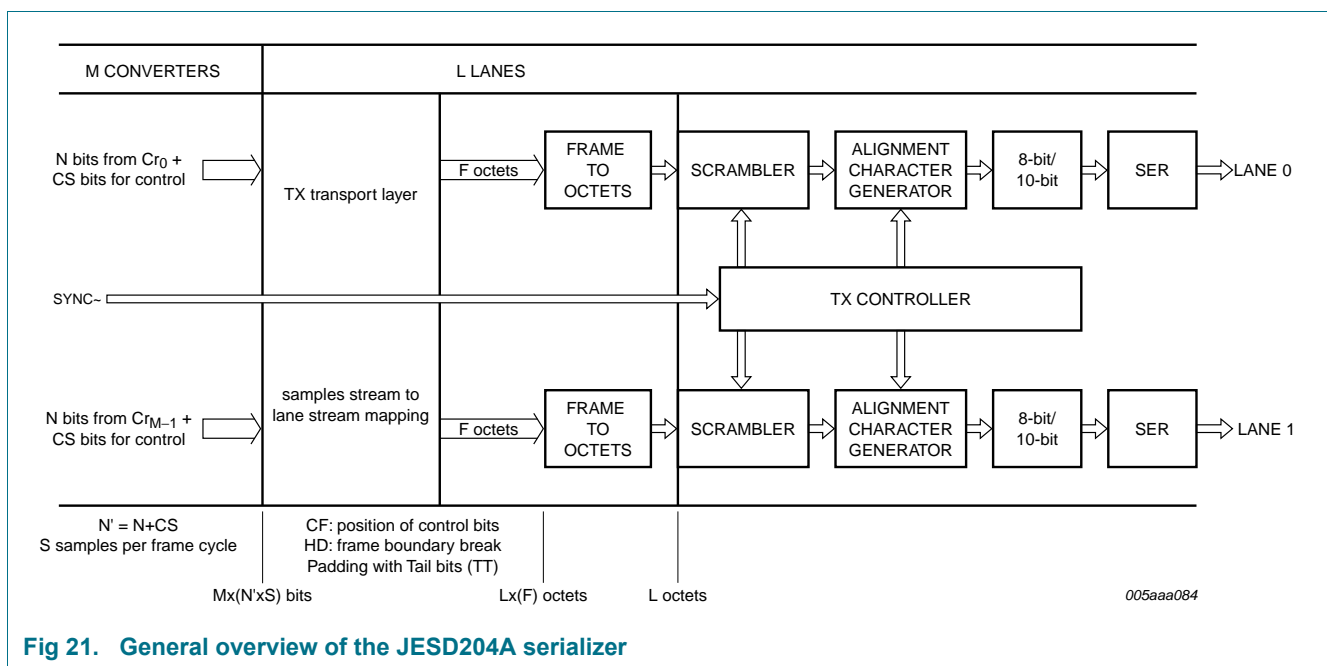 M CONVERTERS
L LANES
N bits from Cr0 +
CS bits for control
TX transport layer
F octets
FRAME
TO
OCTETS
SCRAMBLER
ALIGNMENT
CHARACTER
GENERATOR
8-bit/
10-bit
SER
LANE 0
SYNC~
TX CONTROLLER
N bits from CrM−1 +
CS bits for control
samples stream to
lane stream mapping
F octets
FRAME
TO
OCTETS
SCRAMBLER
ALIGNMENT
CHARACTER
GENERATOR
8-bit/
10-bit
SER
LANE 1
N' = N+CS
S samples per frame cycle
CF: position of control bits
HD: frame boundary break
Padding with Tail bits (TT)
Mx(N'xS) bits
Lx(F) octets
L octets
005aaa084
Fig 21. General overview of the JESD204A serializer